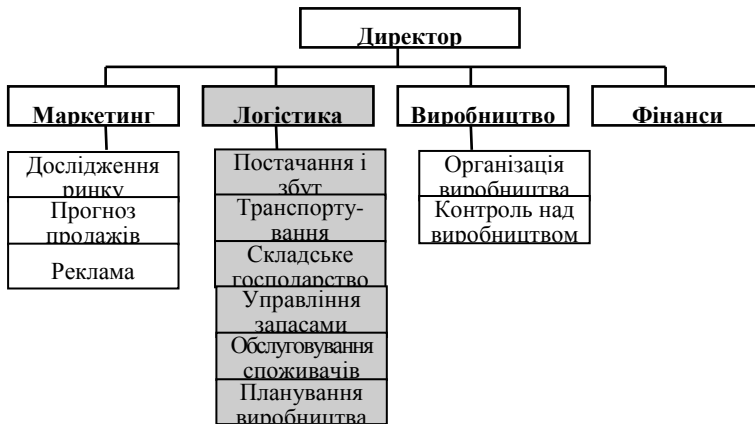 Директор
Маркетинг
Логістика
Виробництво
Фінанси
Дослідження
ринку
Прогноз
продажів
Реклама
Постачання і
збут
Транспорту-
вання
Складське
господарство
Управління
запасами
Обслуговування
споживачів
Планування
виробництва
Організація
виробництва
Контроль над
виробництвом